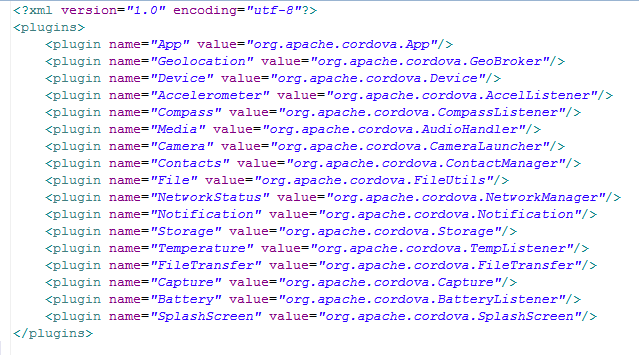 <?xml version="1.0" encoding="utf-8"?>
<plugins>
    <plugin name="App" value="org.apache.cordova.App"/>
    <plugin name="Geolocation" value="org.apache.cordova.GeoBroker"/>
    <plugin name="Device" value="org.apache.cordova.Device"/>
    <plugin name="Accelerometer" value="org.apache.cordova.AccelListener"/>
    <plugin name="Compass" value="org.apache.cordova.CompassListener"/>
    <plugin name="Media" value="org.apache.cordova.AudioHandler"/>
    <plugin name="Camera" value="org.apache.cordova.CameraLauncher"/>
    <plugin name="Contacts" value="org.apache.cordova.ContactManager"/>
    <plugin name="File" value="org.apache.cordova.FileUtils"/>
    <plugin name="NetworkStatus" value="org.apache.cordova.NetworkManager"/>
    <plugin name="Notification" value="org.apache.cordova.Notification"/>
    <plugin name="Storage" value="org.apache.cordova.Storage"/>
    <plugin name="Temperature" value="org.apache.cordova.TempListener"/>
    <plugin name="FileTransfer" value="org.apache.cordova.FileTransfer"/>
    <plugin name="Capture" value="org.apache.cordova.Capture"/>
    <plugin name="Battery" value="org.apache.cordova.BatteryListener"/>
    <plugin name="SplashScreen" value="org.apache.cordova.SplashScreen"/>
</plugins>